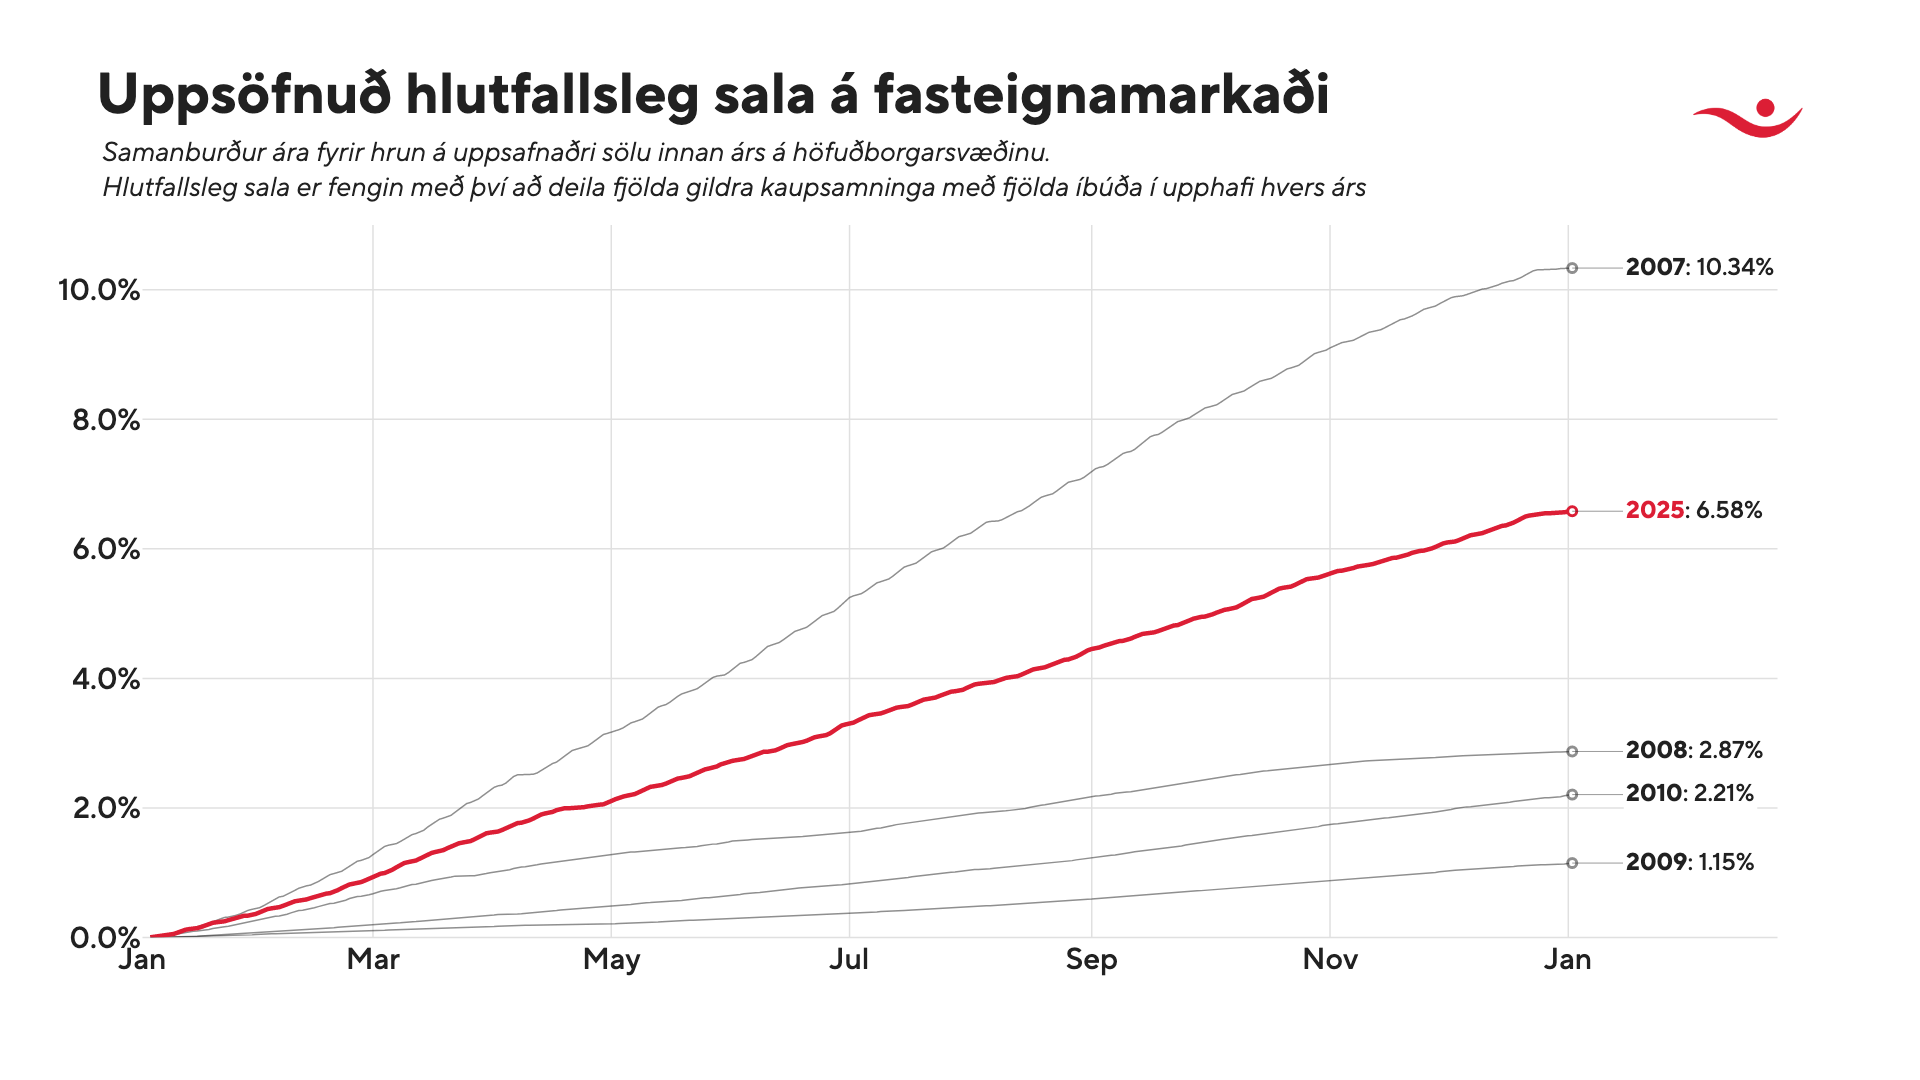 Uppsöfnuð hlutfallsleg sala á fasteignamarkaði
Samanburður ára fyrir hrun á uppsafnaðri sölu innan árs á höfuðborgarsvæðinu.
Hlutfallsleg sala er fengin með því að deila fjölda gildra kaupsamninga með fjölda íbúða í upphafi hvers árs
10.0%
8.0%
6.0%
4.0%
2.0%
0.0%
2007: 10.34%
2025: 6.58%
2008: 2.87%
2010: 2.21%
2009: 1.15%
Jan Mar May Jul Sep Nov Jan